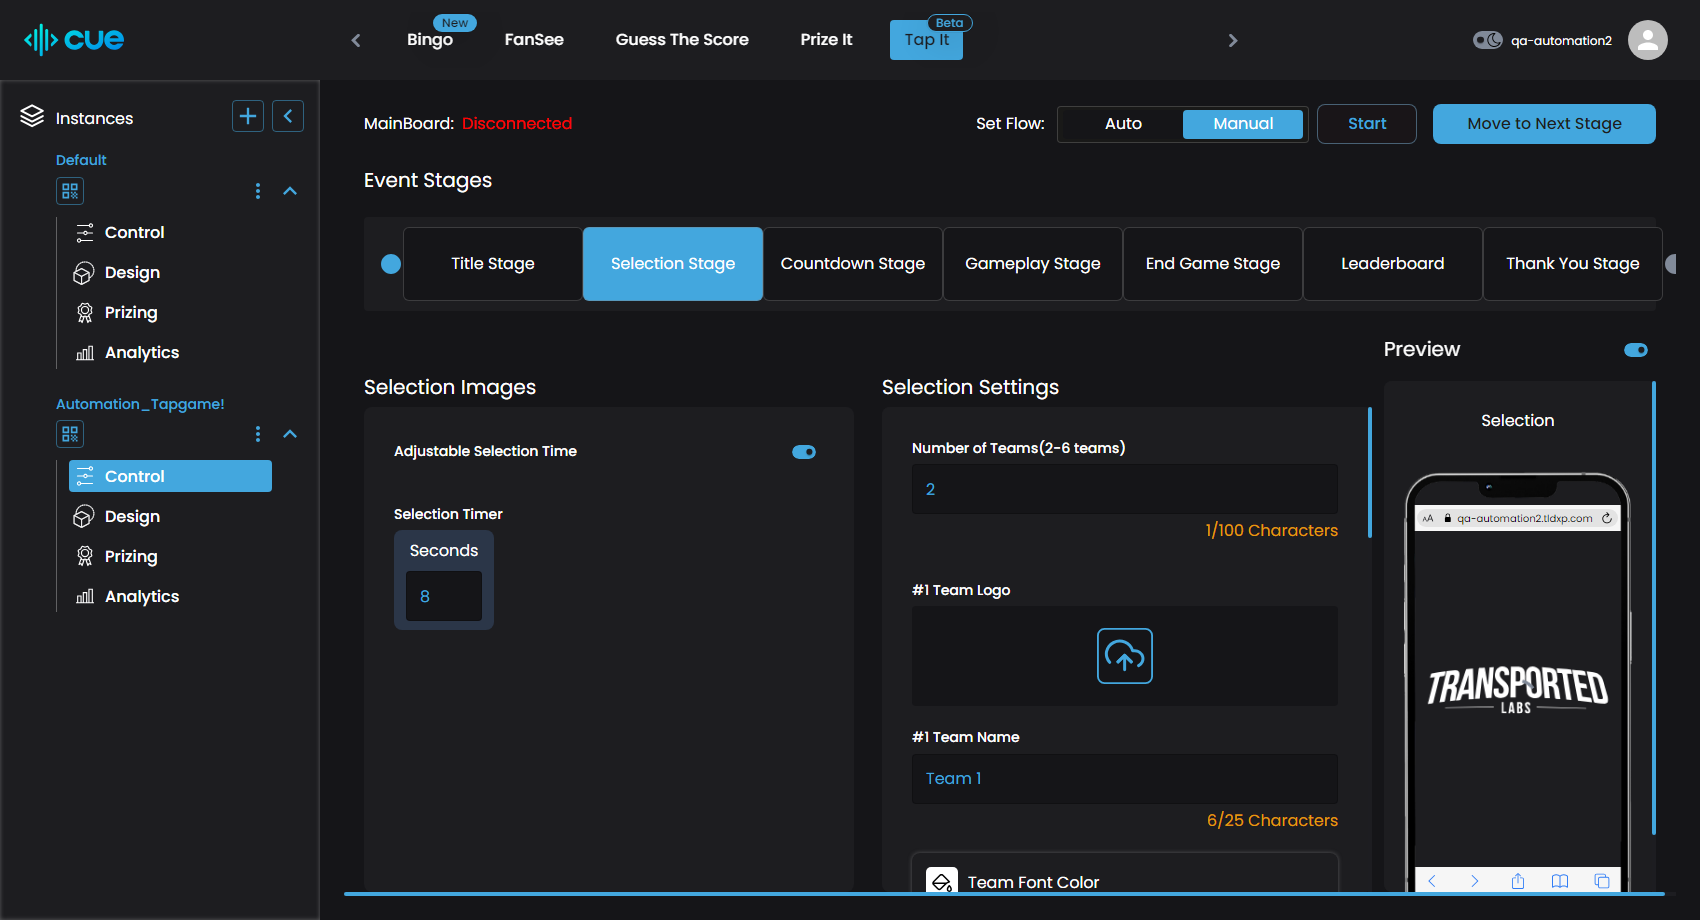 cue
New
Bingo
FanSee
Guess The Score
Prize It
Beta
Tap It
qa-automation2
Instances
Default
Control
Design
Prizing
Analytics
Automation_Tapgame!
Control
Design
Prizing
Analytics
MainBoard: Disconnected
Set Flow:
Auto
Manual
Start
Move to Next Stage
Event Stages
Title Stage
Selection Stage
Countdown Stage
Gameplay Stage
End Game Stage
Leaderboard
Thank You Stage
Selection Images
Adjustable Selection Time
Selection Timer
Seconds
8
Selection Settings
Number of Teams(2-6 teams)
2
1/100 Characters
#1 Team Logo
#1 Team Name
Team 1
6/25 Characters
Team Font Color
Preview
Selection
AA qa-automation2.tldxp.com
TRANSPORTED
LABS